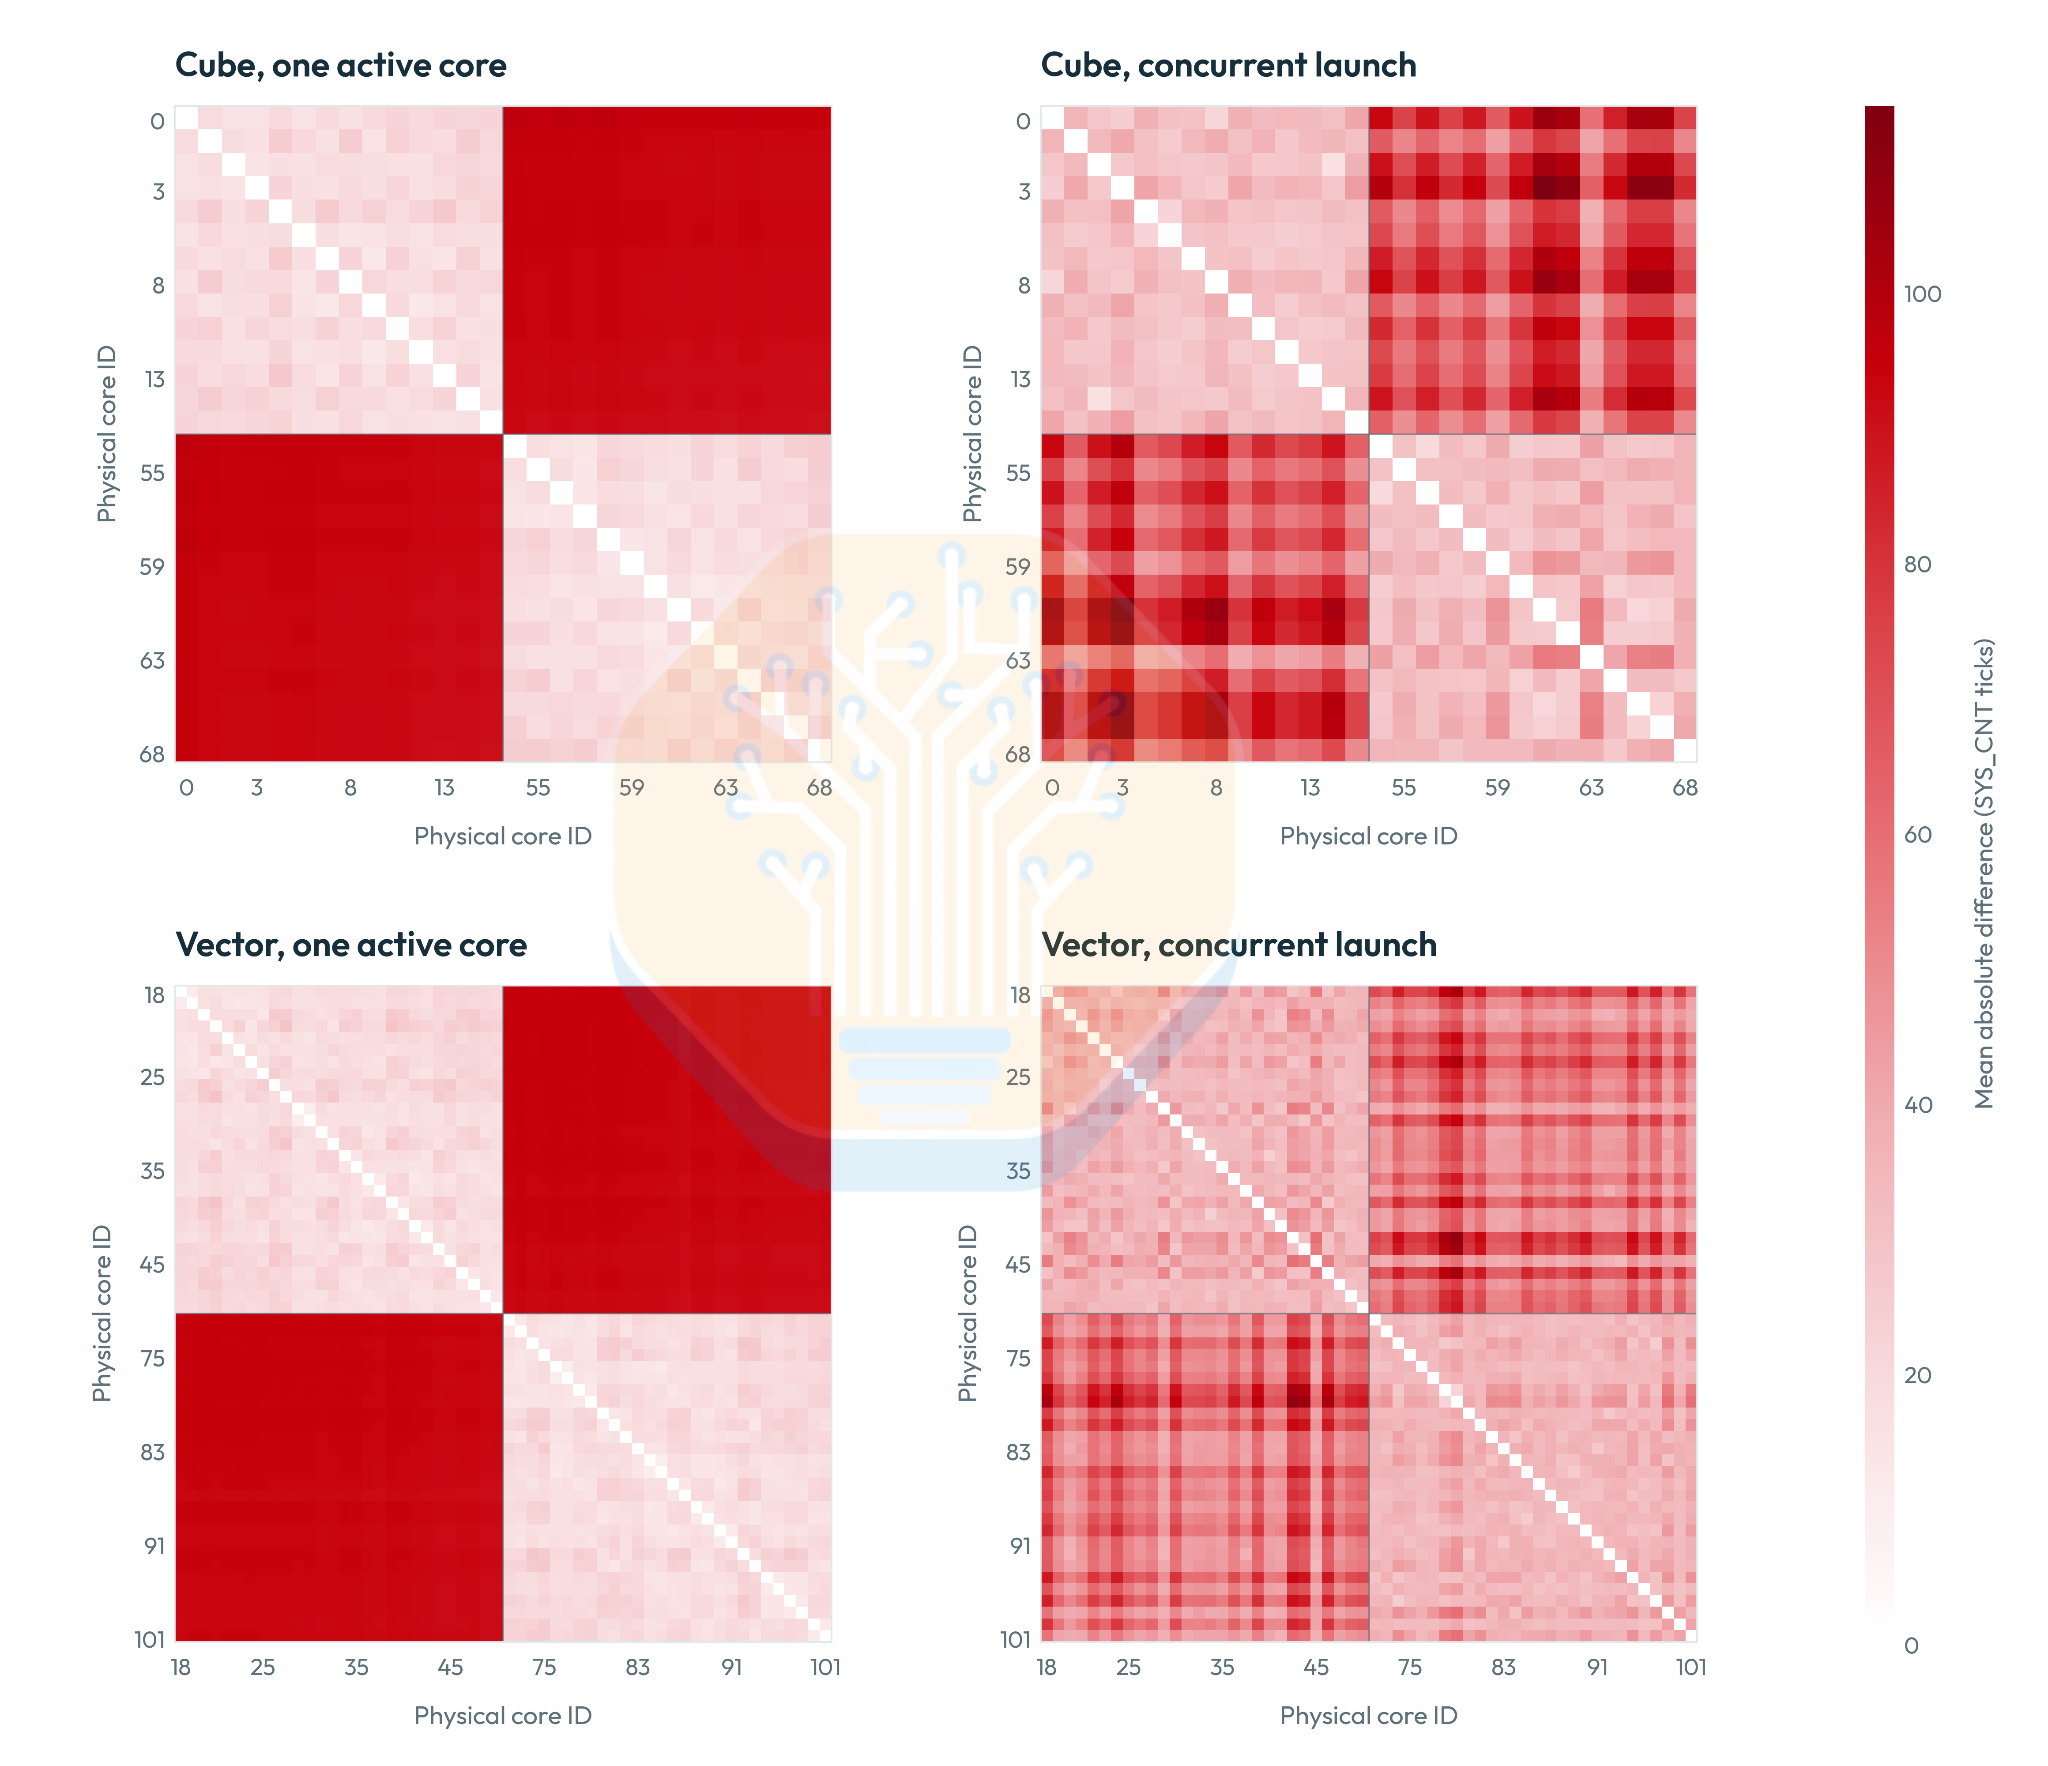 Cube, one active core
Cube, concurrent launch
0
3
8
13
55
59
63
68
Physical core ID
0 3 8 13 55 59 63 68
Physical core ID
0
3
8
13
55
59
63
68
Physical core ID
0 3 8 13 55 59 63 68
Physical core ID
Vector, one active core
Vector, concurrent launch
18
25
35
45
75
83
91
101
Physical core ID
18 25 35 45 75 83 91 101
Physical core ID
18
25
35
45
75
83
91
101
Physical core ID
18 25 35 45 75 83 91 101
Physical core ID
100
80
60
40
20
0
Mean absolute difference (SYS_CNT ticks)